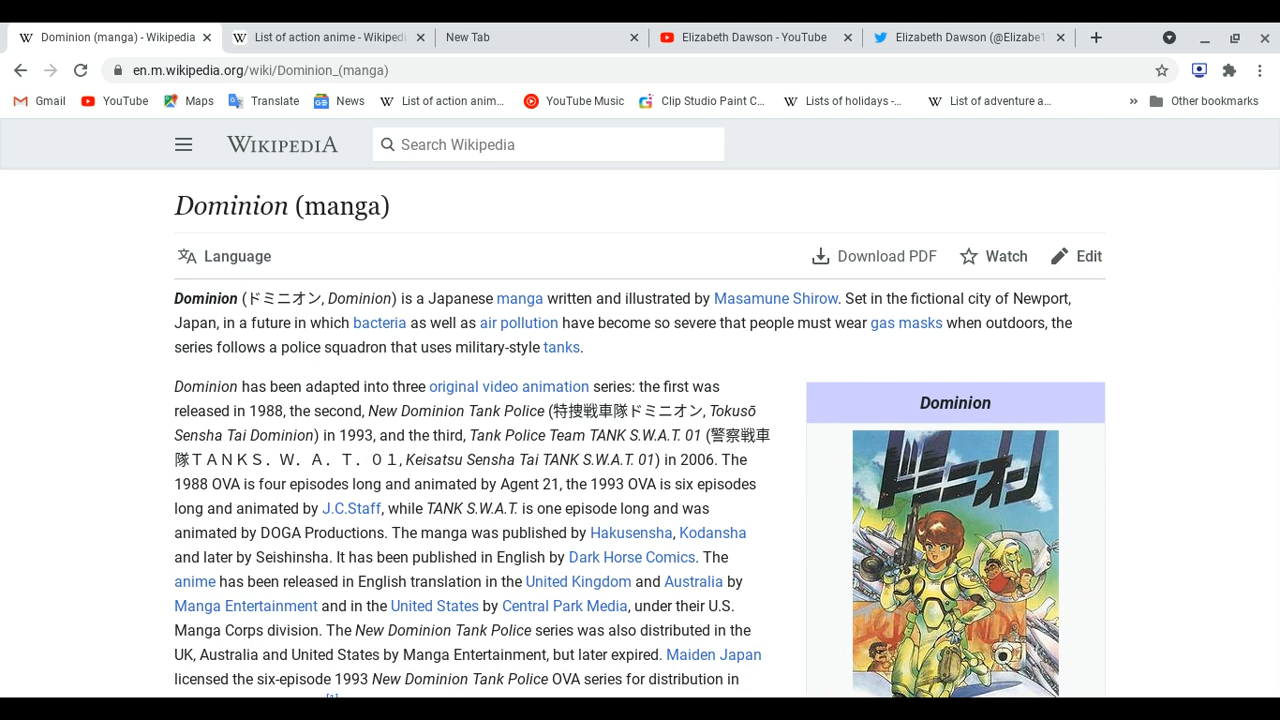 Dominion (manga) - Wikipedia
List of action anime - Wikipedi
New Tab
Elizabeth Dawson - YouTube
Elizabeth Dawson (@Elizabe
en.m.wikipedia.org/wiki/Dominion_(manga)
Gmail
YouTube
Maps
Translate
News
List of action anim...
YouTube Music
Clip Studio Paint C...
Lists of holidays -...
List of adventure a...
Other bookmarks
WIKIPEDIA
Search Wikipedia
Dominion (manga)
Language
Download PDF
Watch
Edit
Dominion (ドミニオン, Dominion) is a Japanese manga written and illustrated by Masamune Shirow. Set in the fictional city of Newport,
Japan, in a future in which bacteria as well as air pollution have become so severe that people must wear gas masks when outdoors, the
series follows a police squadron that uses military-style tanks.
Dominion has been adapted into three original video animation series: the first was
released in 1988, the second, New Dominion Tank Police (特捜戦車隊ドミニオン, Tokusō
Sensha Tai Dominion) in 1993, and the third, Tank Police Team TANK S.W.A.T. 01 (警察戦車
隊ＴＡＮＫＳ．Ｗ．Ａ．Ｔ．０１, Keisatsu Sensha Tai TANK S.W.A.T. 01) in 2006. The
1988 OVA is four episodes long and animated by Agent 21, the 1993 OVA is six episodes
long and animated by J.C.Staff, while TANK S.W.A.T. is one episode long and was
animated by DOGA Productions. The manga was published by Hakusensha, Kodansha
and later by Seishinsha. It has been published in English by Dark Horse Comics. The
anime has been released in English translation in the United Kingdom and Australia by
Manga Entertainment and in the United States by Central Park Media, under their U.S.
Manga Corps division. The New Dominion Tank Police series was also distributed in the
UK, Australia and United States by Manga Entertainment, but later expired. Maiden Japan
licensed the six-episode 1993 New Dominion Tank Police OVA series for distribution in
Dominion
ドミニオン